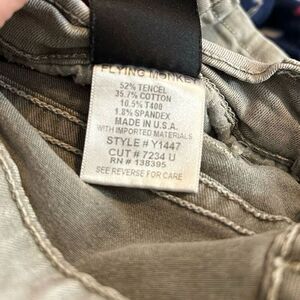 FLYING MONKEY
52% TENCEL
35.7% COTTON
10.5% T400
1.8% SPANDEX
MADE IN U.S.A.
WITH IMPORTED MATERIALS
STYLE # Y1447
CUT # 7234 U
RN # 138395
SEE REVERSE FOR CARE